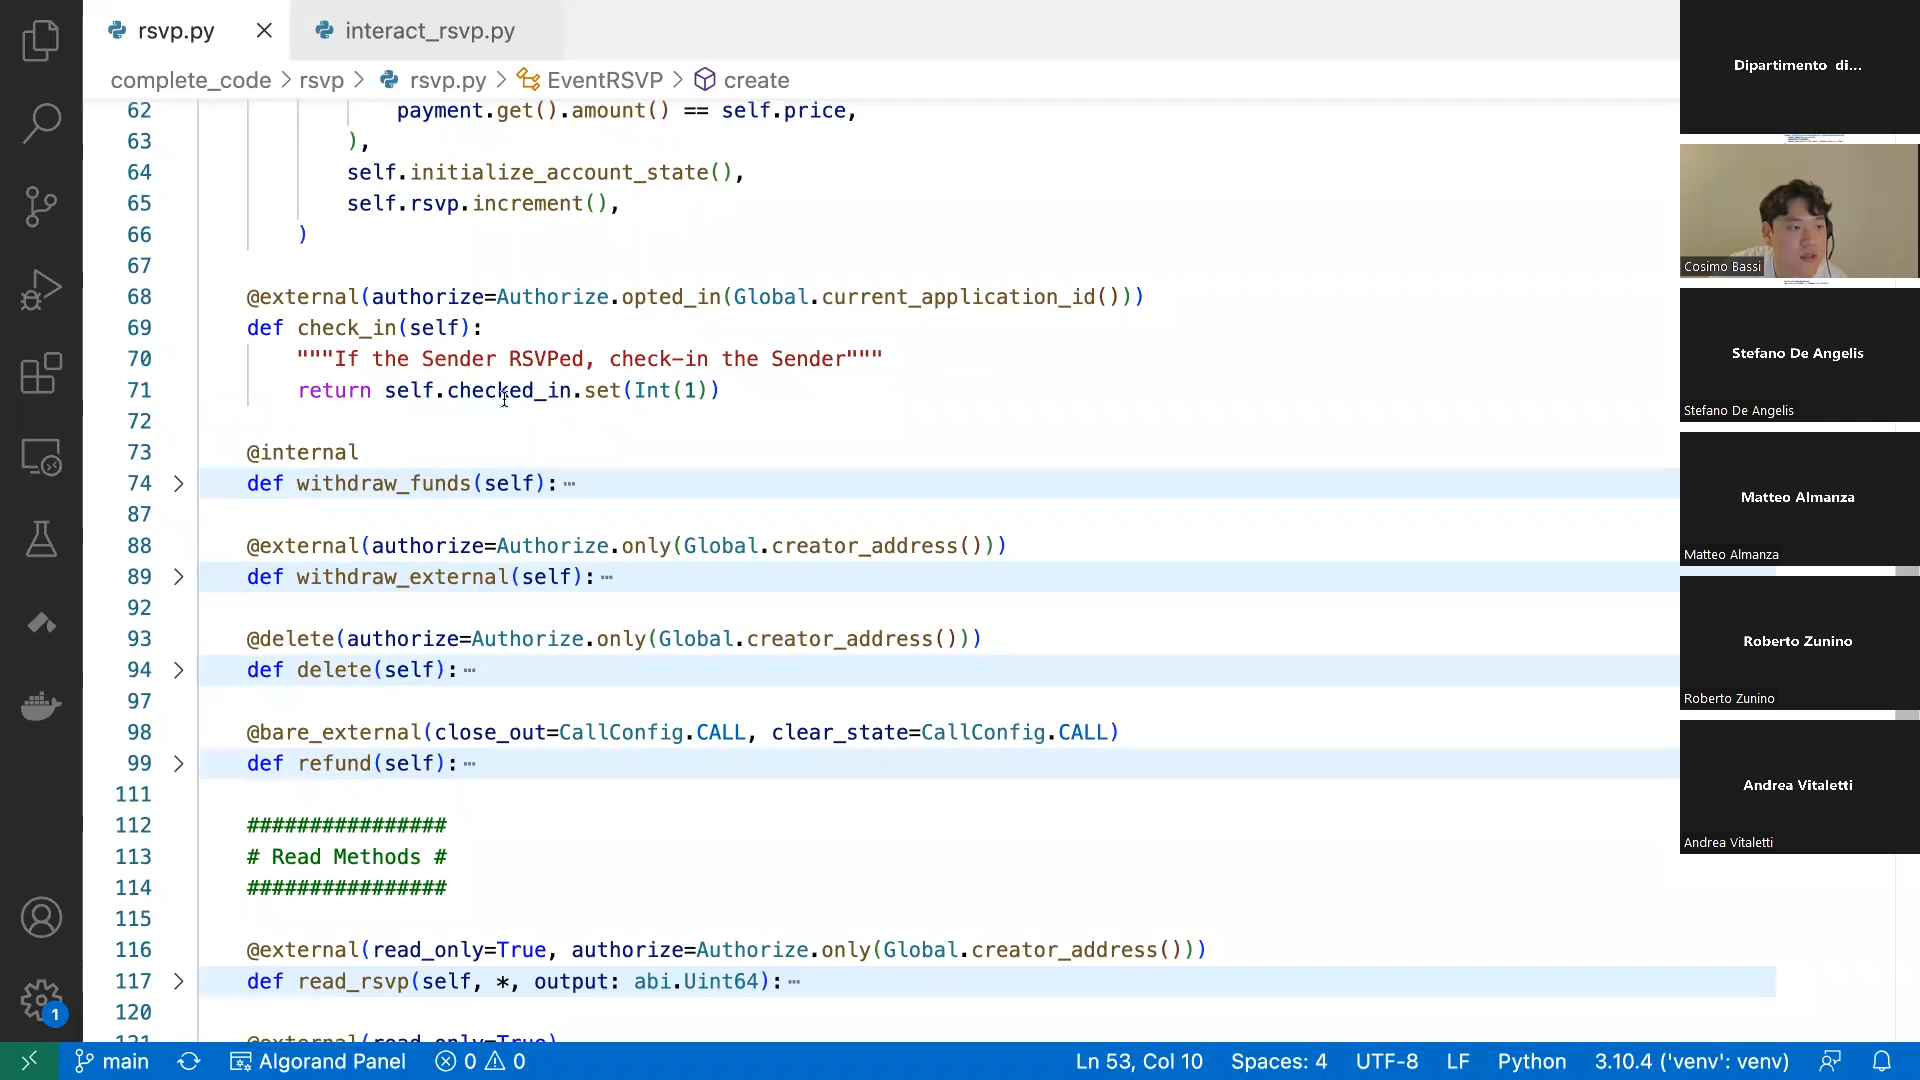 rsvp.py
interact_rsvp.py
complete_code > rsvp > rsvp.py > EventRSVP > create
62 payment.get().amount() == self.price,
63 ),
64 self.initialize_account_state(),
65 self.rsvp.increment(),
66 )
67
68 @external(authorize=Authorize.opted_in(Global.current_application_id()))
69 def check_in(self):
70 """If the Sender RSVPed, check-in the Sender"""
71 return self.checked_in.set(Int(1))
72
73 @internal
74 def withdraw_funds(self): ⋯
87
88 @external(authorize=Authorize.only(Global.creator_address()))
89 def withdraw_external(self): ⋯
92
93 @delete(authorize=Authorize.only(Global.creator_address()))
94 def delete(self): ⋯
97
98 @bare_external(close_out=CallConfig.CALL, clear_state=CallConfig.CALL)
99 def refund(self): ⋯
111
112 ################
113 # Read Methods #
114 ################
115
116 @external(read_only=True, authorize=Authorize.only(Global.creator_address()))
117 def read_rsvp(self, *, output: abi.Uint64): ⋯
120
121 @external(read_only=True)
1
main
Algorand Panel
0
0
Ln 53, Col 10
Spaces: 4
UTF-8
LF
Python
3.10.4 ('venv': venv)
Dipartimento di...
Cosimo Bassi
Stefano De Angelis
Stefano De Angelis
Matteo Almanza
Matteo Almanza
Roberto Zunino
Roberto Zunino
Andrea Vitaletti
Andrea Vitaletti